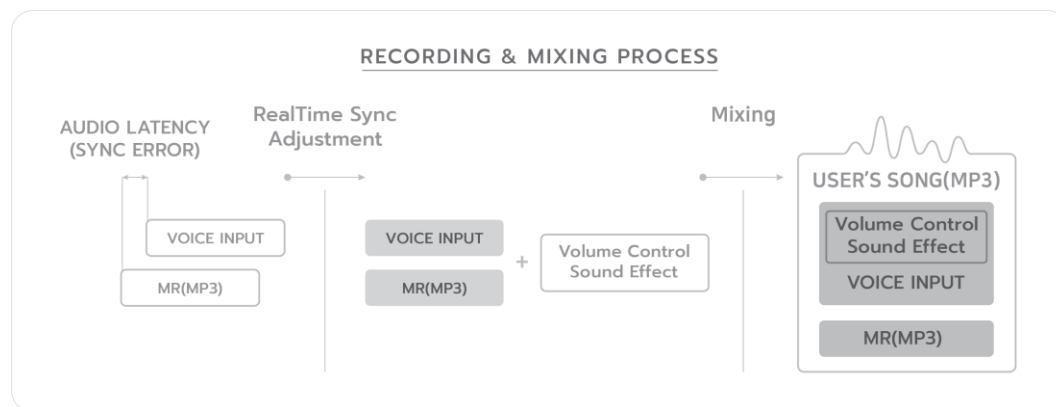 RECORDING & MIXING PROCESS
AUDIO LATENCY
(SYNC ERROR)
VOICE INPUT
MR(MP3)
RealTime Sync
Adjustment
VOICE INPUT
MR(MP3)
+
Volume Control
Sound Effect
Mixing
USER'S SONG(MP3)
Volume Control
Sound Effect
VOICE INPUT
MR(MP3)